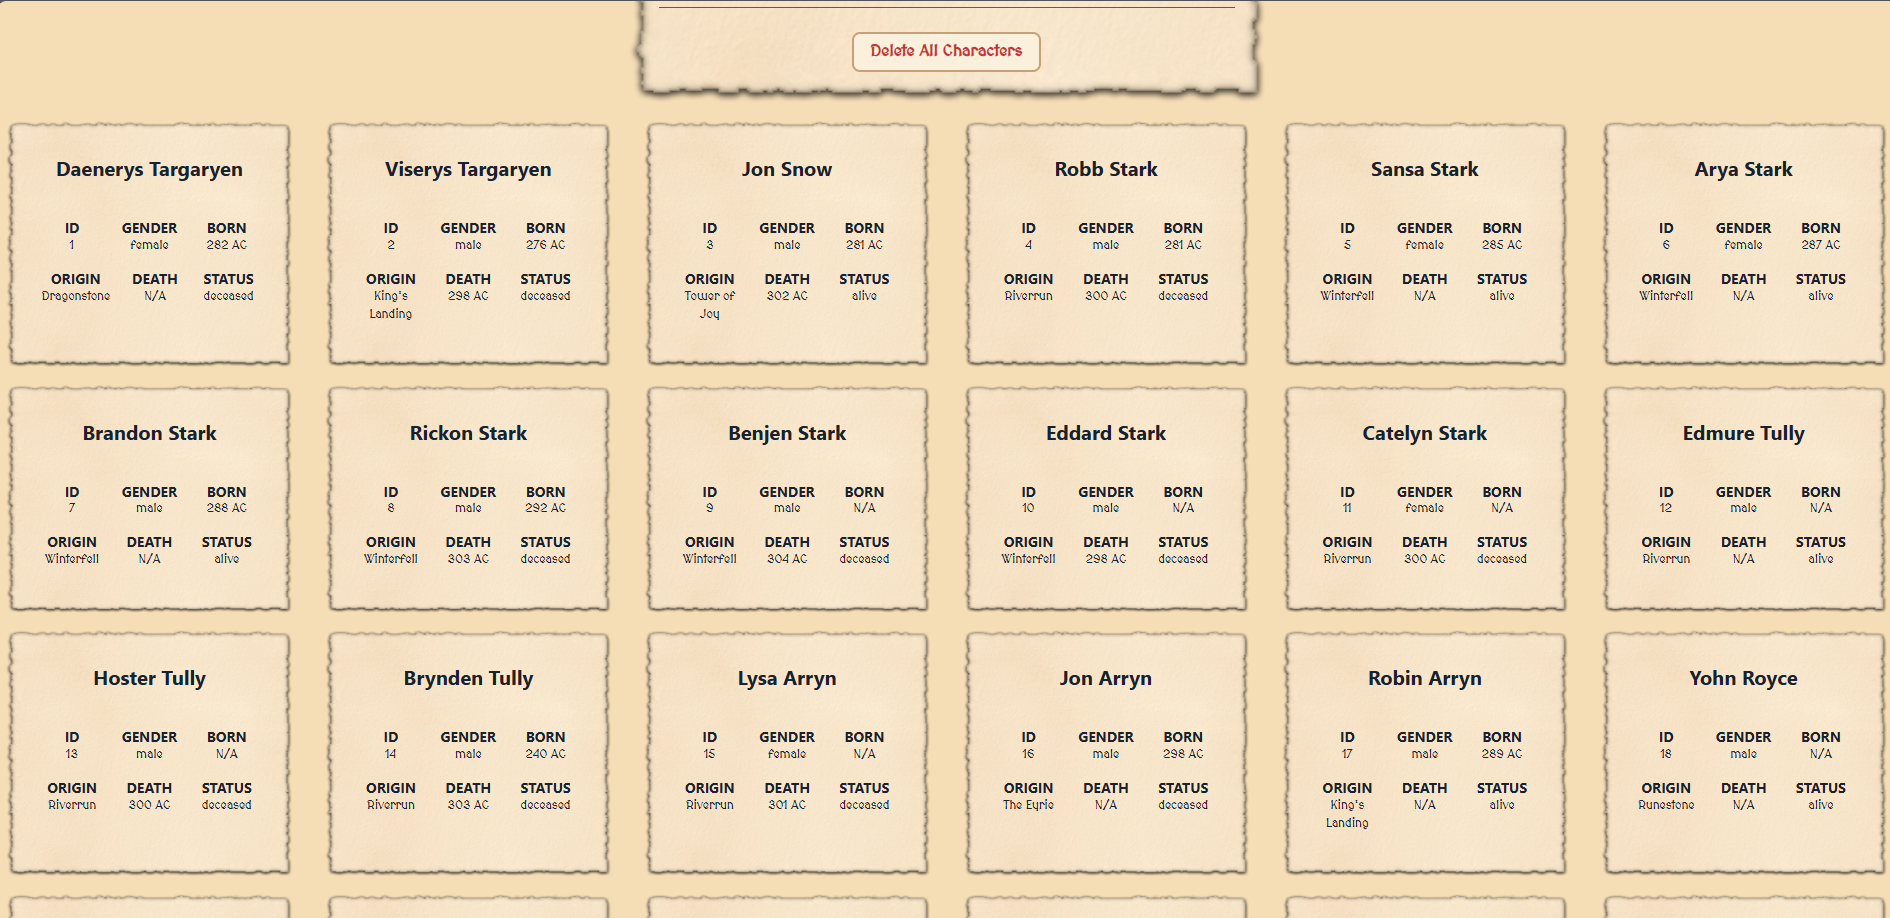 Delete All Characters
Daenerys Targaryen
ID GENDER BORN
1 female 282 AC
ORIGIN DEATH STATUS
Dragonstone N/A deceased
Viserys Targaryen
ID GENDER BORN
2 male 276 AC
ORIGIN DEATH STATUS
King's 298 AC deceased
Landing
Jon Snow
ID GENDER BORN
3 male 281 AC
ORIGIN DEATH STATUS
Tower of 302 AC alive
Joy
Robb Stark
ID GENDER BORN
4 male 281 AC
ORIGIN DEATH STATUS
Riverrun 300 AC deceased
Sansa Stark
ID GENDER BORN
5 female 285 AC
ORIGIN DEATH STATUS
Winterfell N/A alive
Arya Stark
ID GENDER BORN
6 female 287 AC
ORIGIN DEATH STATUS
Winterfell N/A alive
Brandon Stark
ID GENDER BORN
7 male 288 AC
ORIGIN DEATH STATUS
Winterfell N/A alive
Rickon Stark
ID GENDER BORN
8 male 292 AC
ORIGIN DEATH STATUS
Winterfell 303 AC deceased
Benjen Stark
ID GENDER BORN
9 male N/A
ORIGIN DEATH STATUS
Winterfell 304 AC deceased
Eddard Stark
ID GENDER BORN
10 male N/A
ORIGIN DEATH STATUS
Winterfell 298 AC deceased
Catelyn Stark
ID GENDER BORN
11 female N/A
ORIGIN DEATH STATUS
Riverrun 300 AC deceased
Edmure Tully
ID GENDER BORN
12 male N/A
ORIGIN DEATH STATUS
Riverrun N/A alive
Hoster Tully
ID GENDER BORN
13 male N/A
ORIGIN DEATH STATUS
Riverrun 300 AC deceased
Brynden Tully
ID GENDER BORN
14 male 240 AC
ORIGIN DEATH STATUS
Riverrun 303 AC deceased
Lysa Arryn
ID GENDER BORN
15 female N/A
ORIGIN DEATH STATUS
Riverrun 301 AC deceased
Jon Arryn
ID GENDER BORN
16 male 298 AC
ORIGIN DEATH STATUS
The Eyrie N/A deceased
Robin Arryn
ID GENDER BORN
17 male 289 AC
ORIGIN DEATH STATUS
King's N/A alive
Landing
Yohn Royce
ID GENDER BORN
18 male N/A
ORIGIN DEATH STATUS
Runestone N/A alive